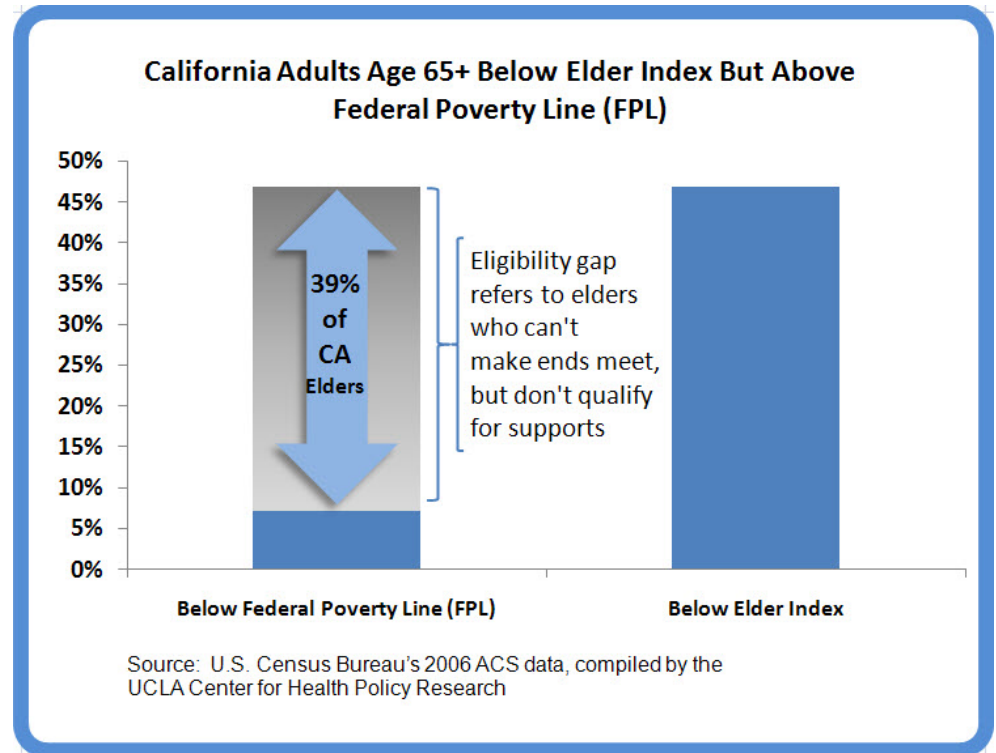 California Adults Age 65+ Below Elder Index But Above
Federal Poverty Line (FPL)
50%
45%
40%
35%
30%
25%
20%
15%
10%
5%
0%
39%
of
CA
Elders
Eligibility gap
refers to elders
who can't
make ends meet,
but don't qualify
for supports
Below Federal Poverty Line (FPL)
Below Elder Index
Source: U.S. Census Bureau's 2006 ACS data, compiled by the
UCLA Center for Health Policy Research